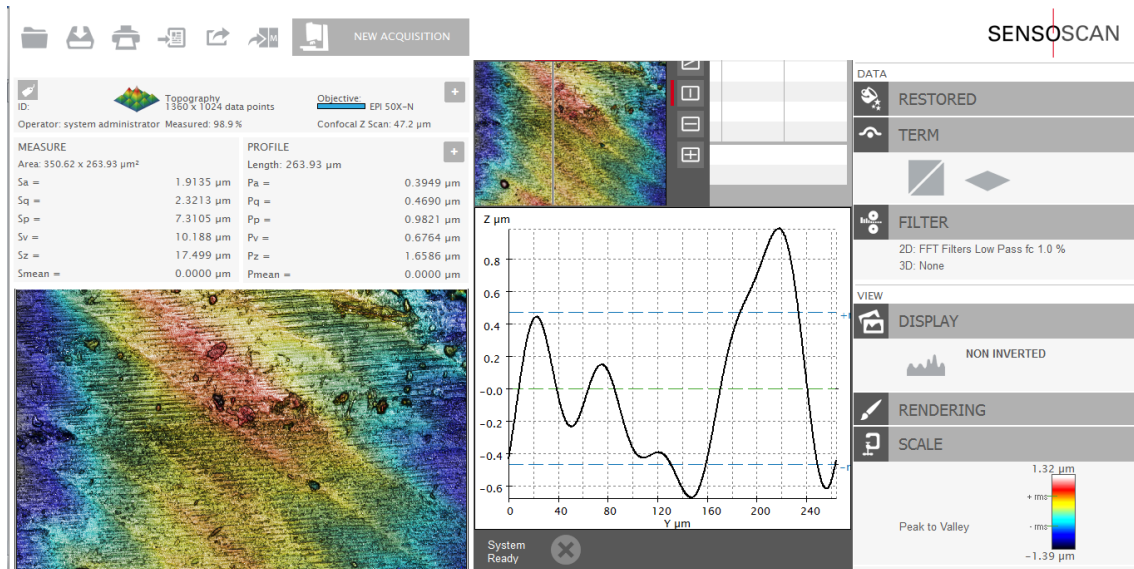 NEW ACQUISITION
SENSOSCAN
ID:
Topography
1360 x 1024 data points
Objective:
EPI 50X-N
Operator: system administrator Measured: 98.9 %
Confocal Z Scan: 47.2 µm
MEASURE
Area: 350.62 x 263.93 µm²
Sa = 1.9135 µm
Sq = 2.3213 µm
Sp = 7.3105 µm
Sv = 10.188 µm
Sz = 17.499 µm
Smean = 0.0000 µm
PROFILE
Length: 263.93 µm
Pa = 0.3949 µm
Pq = 0.4690 µm
Pp = 0.9821 µm
Pv = 0.6764 µm
Pz = 1.6586 µm
Pmean = 0.0000 µm
Z µm
0.8
0.6
0.4
0.2
-0.0
-0.2
-0.4
-0.6
0 40 80 120 160 200 240
Y µm
System
Ready
DATA
RESTORED
TERM
FILTER
2D: FFT Filters Low Pass fc 1.0 %
3D: None
VIEW
DISPLAY
NON INVERTED
RENDERING
SCALE
1.32 µm
+ rms
Peak to Valley
- rms
-1.39 µm